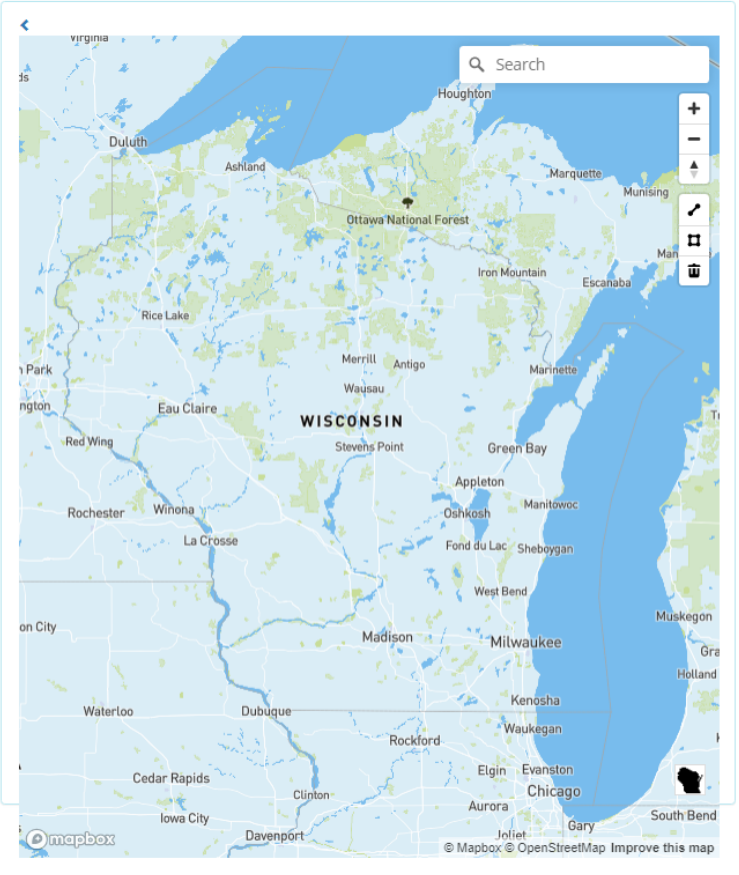 Virginia
ds
Search
Houghton
Duluth
Ashland
Marquette
Munising
Ottawa National Forest
Man
Iron Mountain
Escanaba
Rice Lake
Merrill
Antigo
Marinette
n Park
Wausau
ngton
Eau Claire
WISCONSIN
T
Red Wing
Stevens Point
Green Bay
Appleton
Manitowoc
Rochester
Winona
Oshkosh
La Crosse
Fond du Lac
Sheboygan
West Bend
Muskegon
on City
Madison
Milwaukee
Gra
Holland
Kenosha
Waterloo
Dubuque
Waukegan
Rockford
K
Elgin
Evanston
Cedar Rapids
Chicago
Clinton
Aurora
Iowa City
Gary
South Bend
Davenport
Joliet
mapbox
© Mapbox © OpenStreetMap Improve this map